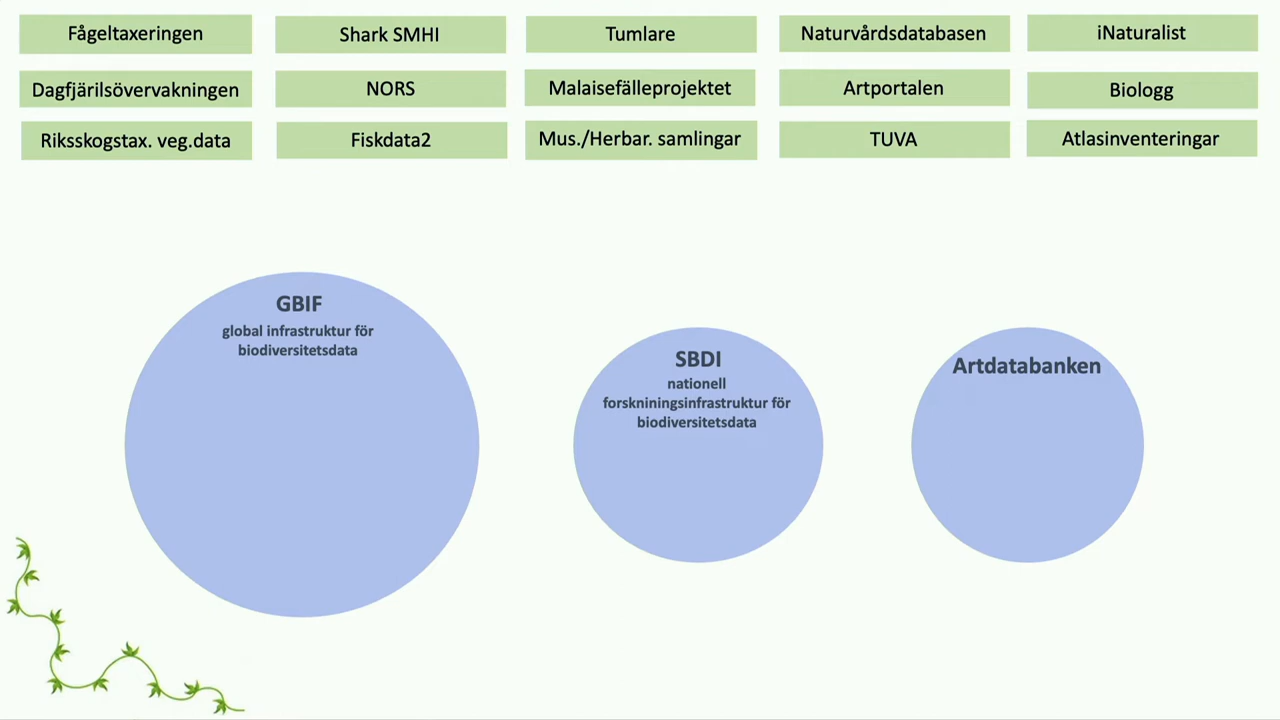 Fågeltaxeringen
Shark SMHI
Tumlare
Naturvårdsdatabasen
iNaturalist
Dagfjärilsövervakningen
NORS
Malaisefälleprojektet
Artportalen
Biologg
Riksskogstax. veg.data
Fiskdata2
Mus./Herbar. samlingar
TUVA
Atlasinventeringar
GBIF
global infrastruktur för
biodiversitetsdata
SBDI
nationell
forskniningsinfrastruktur för
biodiversitetsdata
Artdatabanken